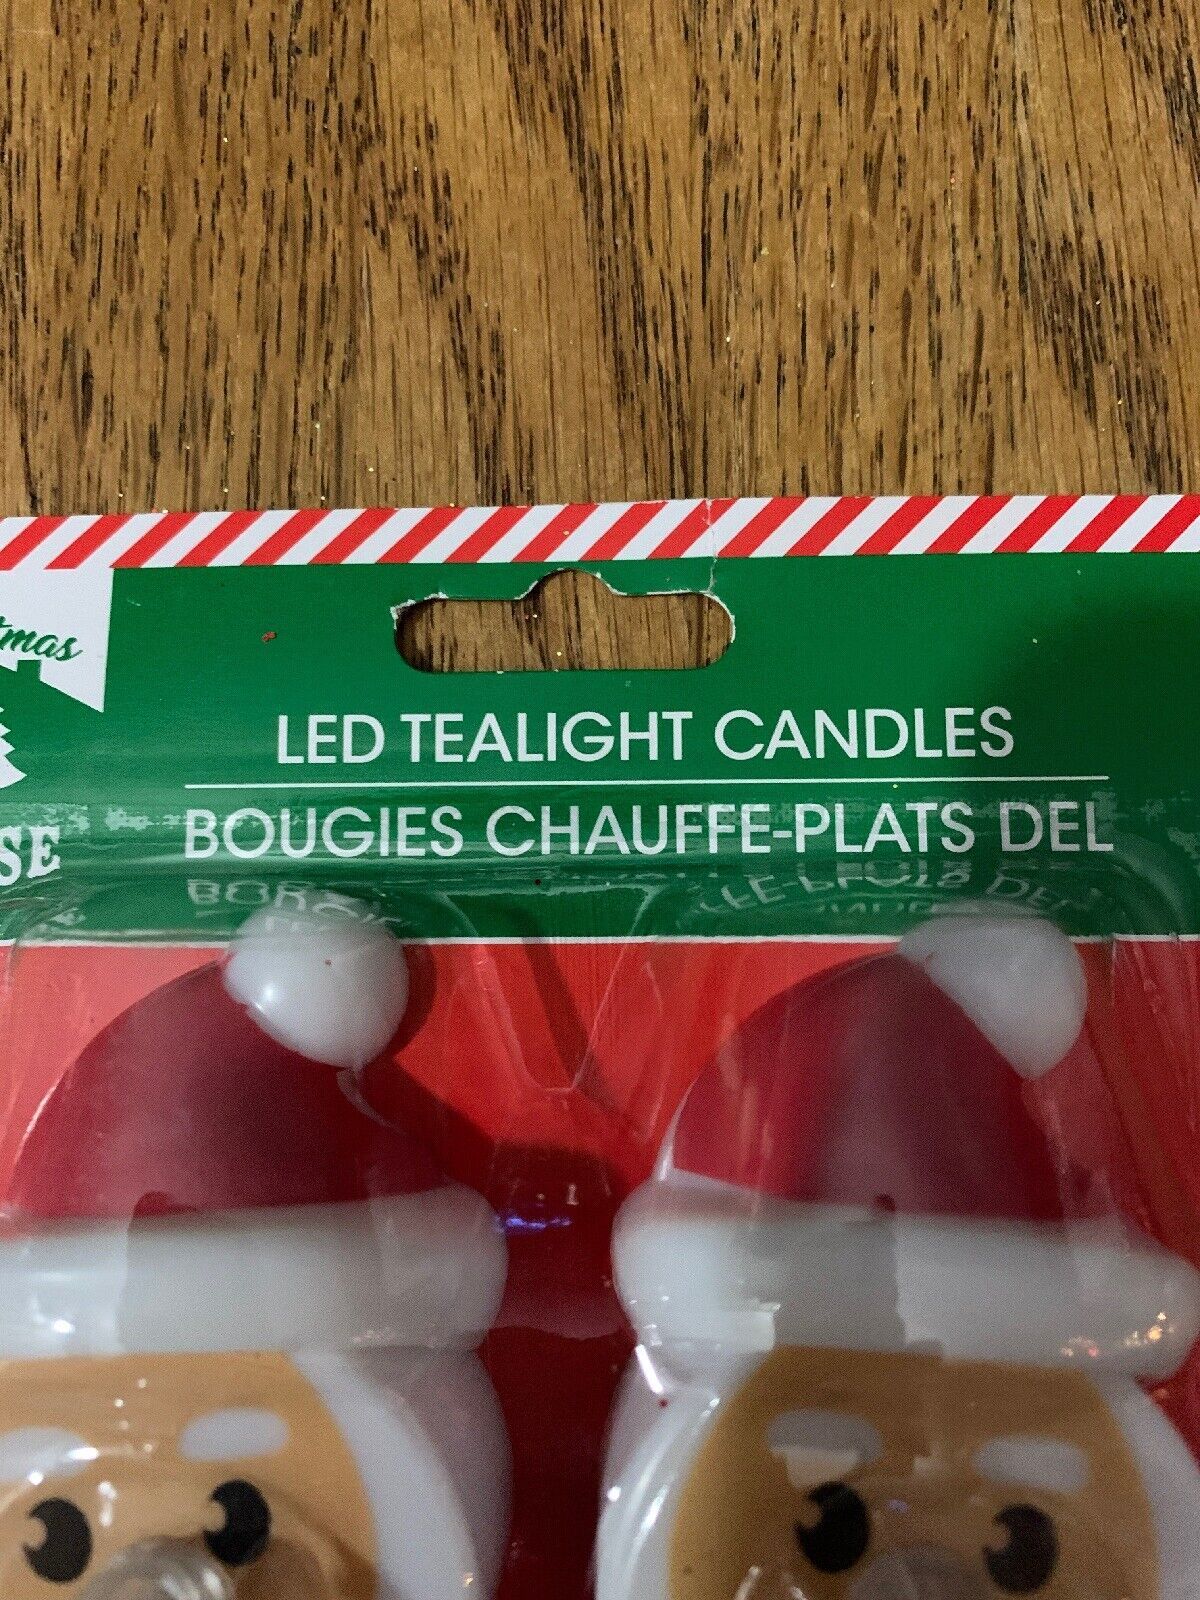 LED TEALIGHT CANDLES
BOUGIES CHAUFFE-PLATS DEL